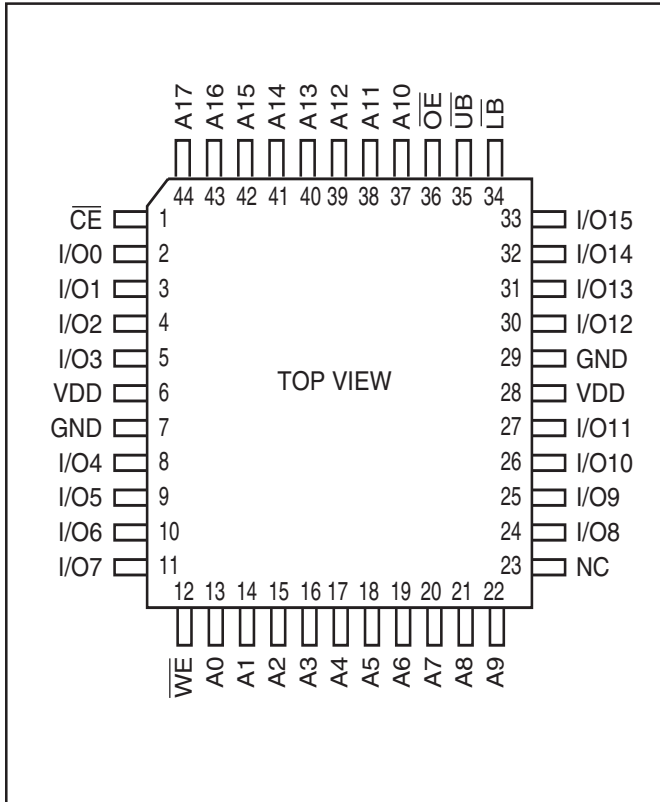 A17 A16 A15 A14 A13 A12 A11 A10 OE UB LB
44 43 42 41 40 39 38 37 36 35 34
CE 1 33 I/O15
I/O0 2 32 I/O14
I/O1 3 31 I/O13
I/O2 4 30 I/O12
I/O3 5 29 GND
TOP VIEW
VDD 6 28 VDD
GND 7 27 I/O11
I/O4 8 26 I/O10
I/O5 9 25 I/O9
I/O6 10 24 I/O8
I/O7 11 23 NC
12 13 14 15 16 17 18 19 20 21 22
WE A0 A1 A2 A3 A4 A5 A6 A7 A8 A9